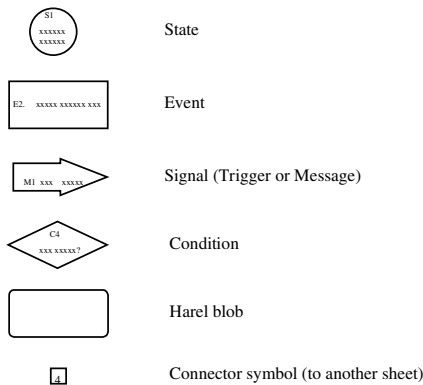 S1
xxxxxx
xxxxxx
State
E2. xxxxx xxxxxx xxx
Event
M1 xxx xxxxx
Signal (Trigger or Message)
C4
xxx xxxxx?
Condition
Harel blob
4
Connector symbol (to another sheet)